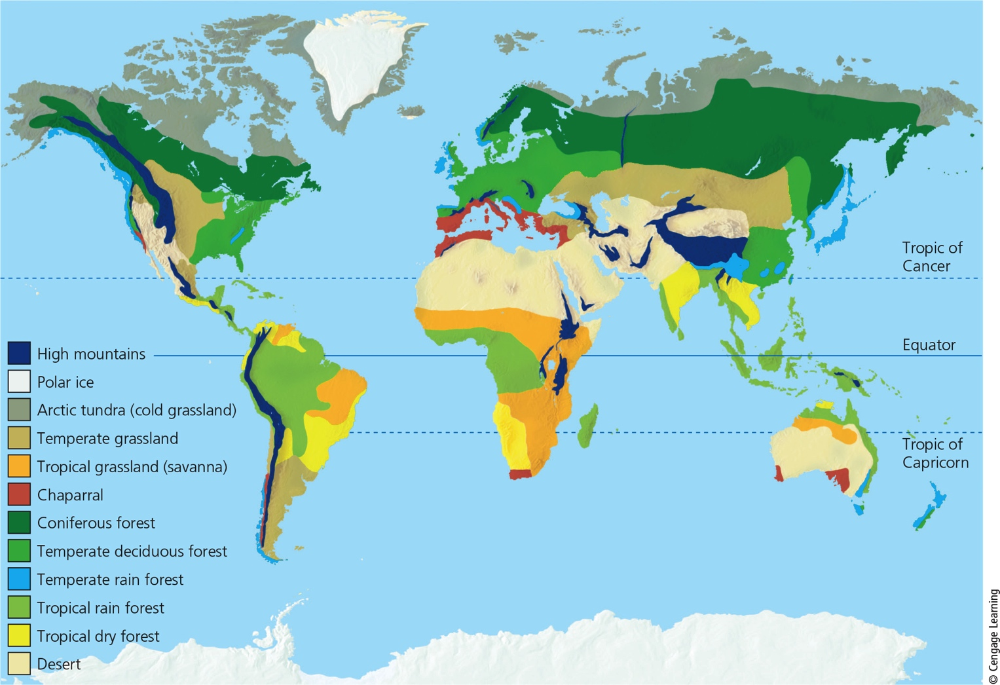 Tropic of
Cancer
Equator
Tropic of
Capricorn
High mountains
Polar ice
Arctic tundra (cold grassland)
Temperate grassland
Tropical grassland (savanna)
Chaparral
Coniferous forest
Temperate deciduous forest
Temperate rain forest
Tropical rain forest
Tropical dry forest
Desert
© Cengage Learning